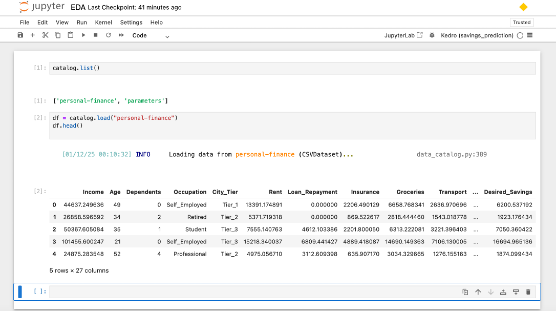 jupyter EDA Last Checkpoint: 41 minutes ago
File Edit View Run Kernel Settings Help Trusted
Code JupyterLab Kedro (savings_prediction)
[1]: catalog.list()
[1]: ['personal-finance', 'parameters']
[2]: df = catalog.load("personal-finance")
df.head()
[01/12/25 00:10:32] INFO Loading data from personal-finance (CSVDataset)... data_catalog.py:389
[2]: Income Age Dependents Occupation City_Tier Rent Loan_Repayment Insurance Groceries Transport ... Desired_Savings
0 44637.249636 49 0 Self_Employed Tier_1 13391.174891 0.000000 2206.490129 6658.768341 2636.970696 ... 6200.537192
1 26858.596592 34 2 Retired Tier_2 5371.719318 0.000000 869.522617 2818.444460 1543.018778 ... 1923.176434
2 50367.605084 35 1 Student Tier_3 7555.140763 4612.103386 2201.800050 6313.222081 3221.396403 ... 7050.360422
3 101455.600247 21 0 Self_Employed Tier_3 15218.340037 6809.441427 4889.418087 14690.149363 7106.130005 ... 16694.965136
4 24875.283548 52 4 Professional Tier_2 4975.056710 3112.609398 635.907170 3034.329665 1276.155163 ... 1874.099434
5 rows × 27 columns
[ ]: